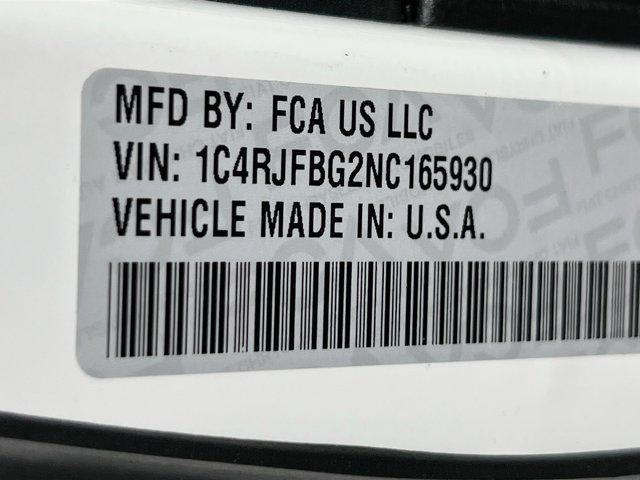 MFD BY: FCA US LLC
VIN: 1C4RJFBG2NC165930
VEHICLE MADE IN: U.S.A.